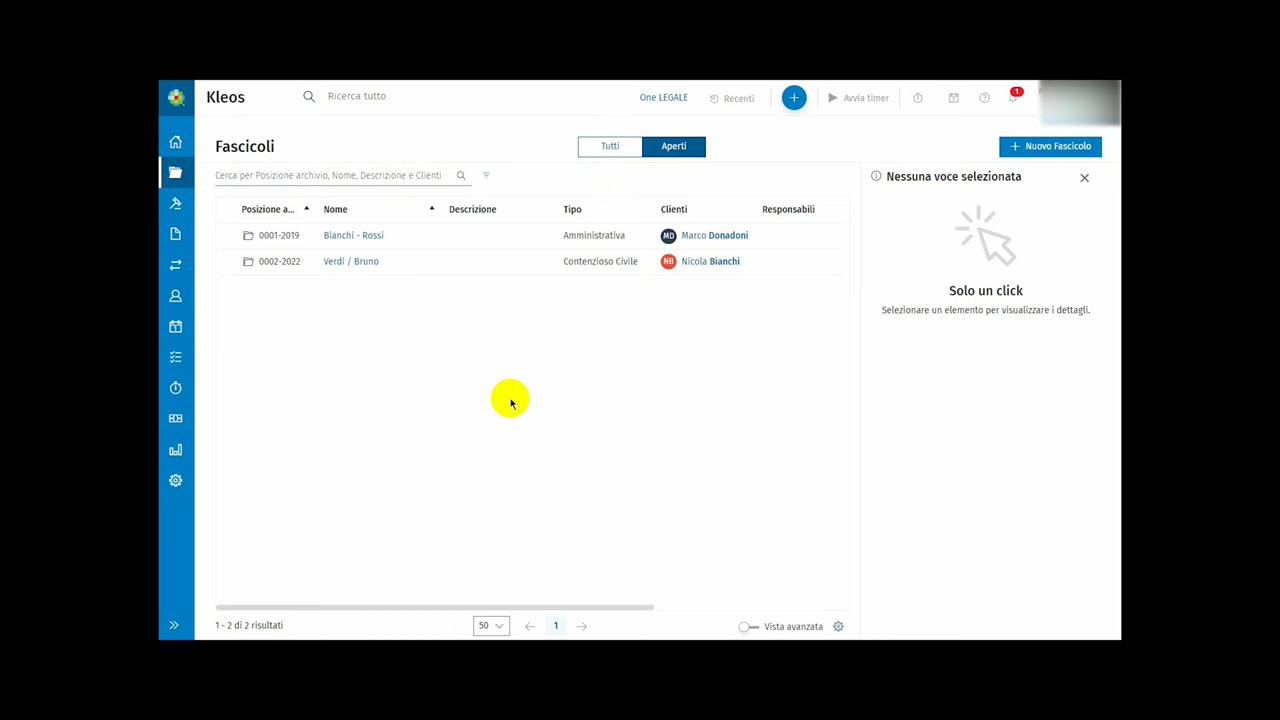 Kleos
Ricerca tutto
One LEGALE
Recenti
Avvia timer
1
Fascicoli
Tutti
Aperti
Nuovo Fascicolo
Cerca per Posizione archivio, Nome, Descrizione e Clienti
Nessuna voce selezionata
Posizione a... Nome Descrizione Tipo Clienti Responsabili
0001-2019 Bianchi - Rossi Amministrativa MD Marco Donadoni
0002-2022 Verdi / Bruno Contenzioso Civile NB Nicola Bianchi
Solo un click
Selezionare un elemento per visualizzare i dettagli.
1 - 2 di 2 risultati
50
1
Vista avanzata